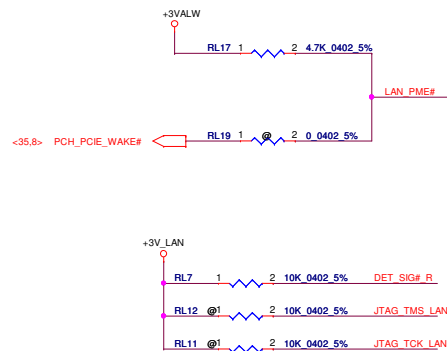 +3VALW
RL17 1 2 4.7K_0402_5%
LAN_PME#
<35,8> PCH_PCIE_WAKE# RL19 1 @ 2 0_0402_5%
+3V_LAN
RL7 1 2 10K_0402_5% DET_SIG#_R
RL12 @1 2 10K_0402_5% JTAG_TMS_LAN
RL11 @1 2 10K_0402_5% JTAG_TCK_LAN